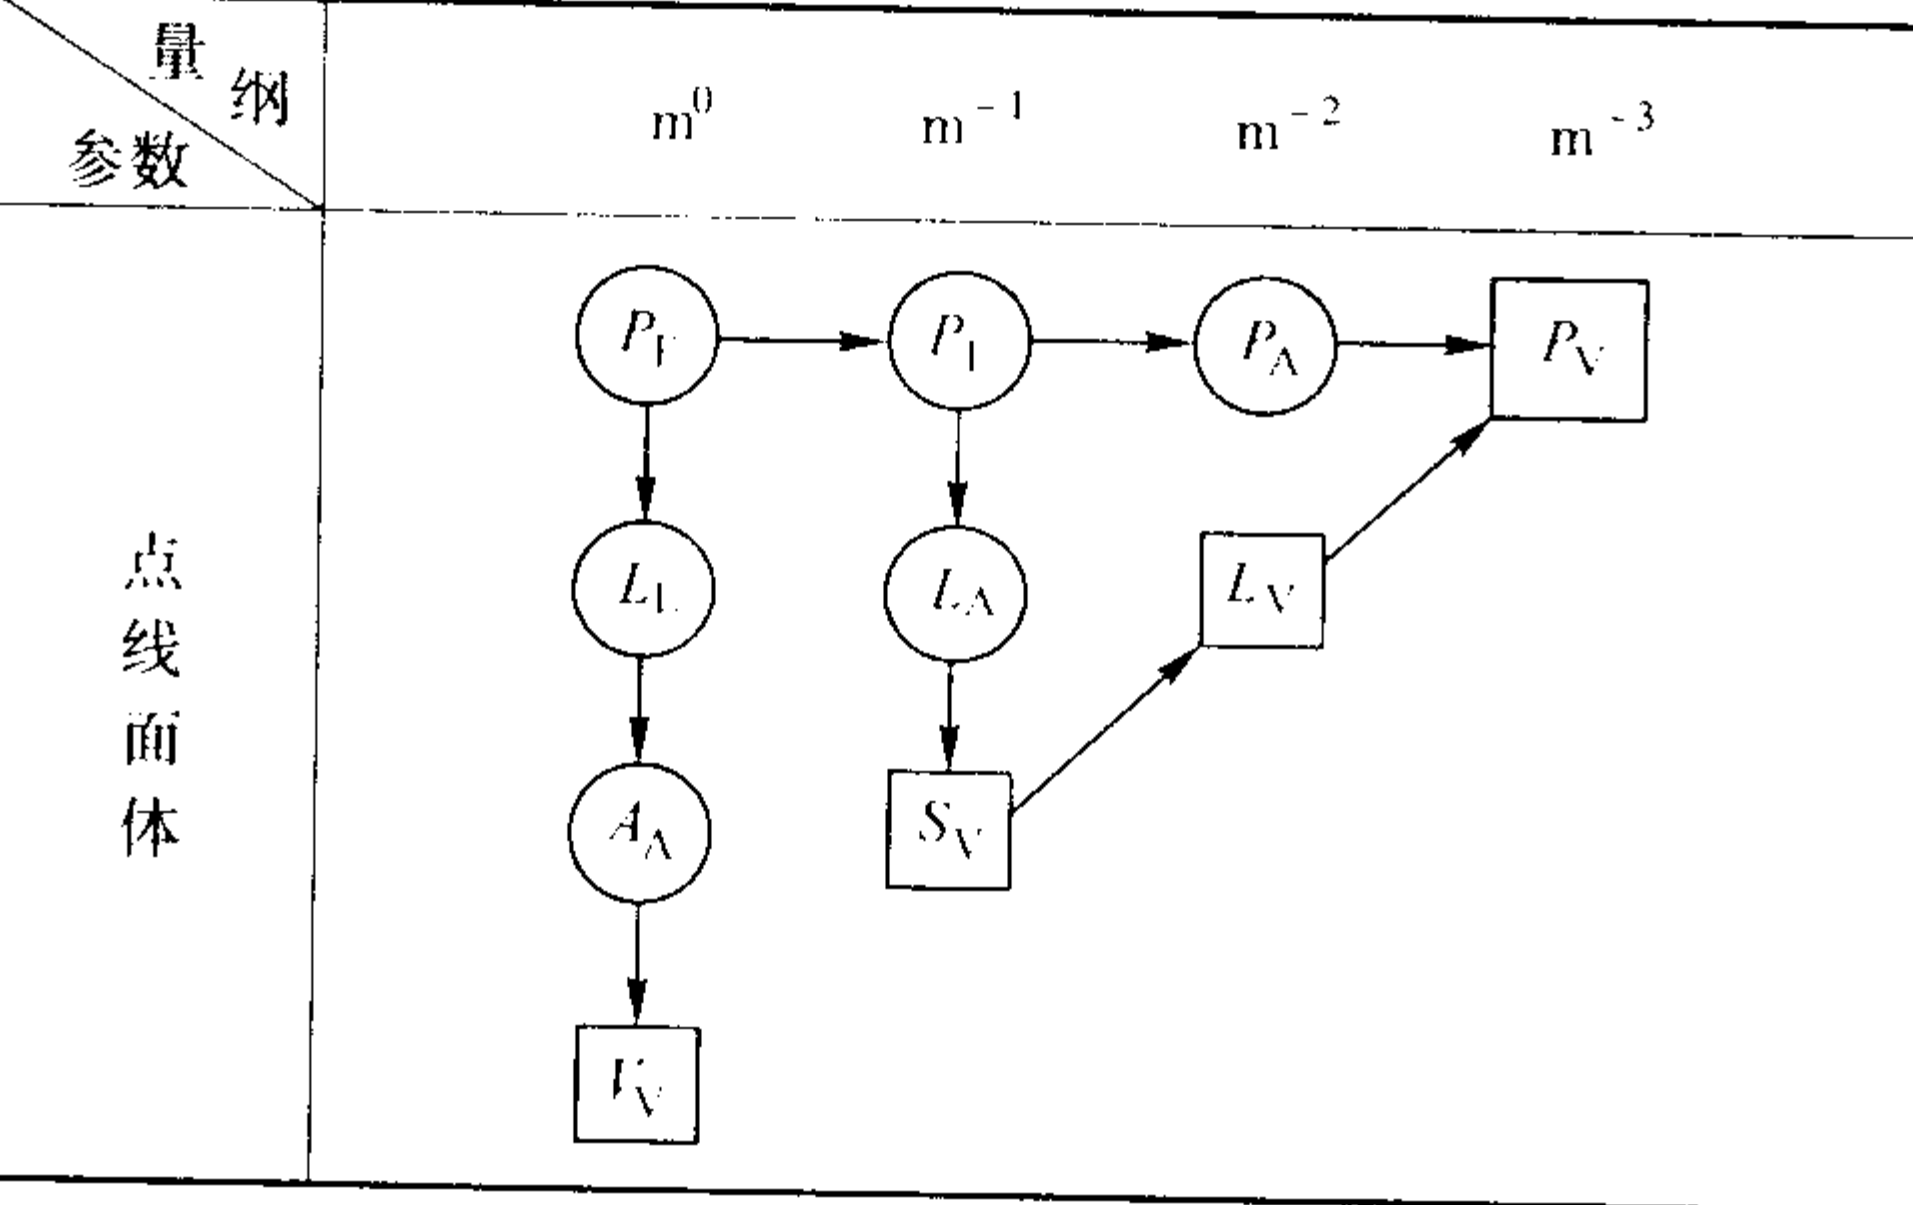 量纲
参数
m⁰ m⁻¹ m⁻² m⁻³
P_P P_L P_A P_V
点
L_L L_A L_V
线
面
A_A S_V
体
V_V